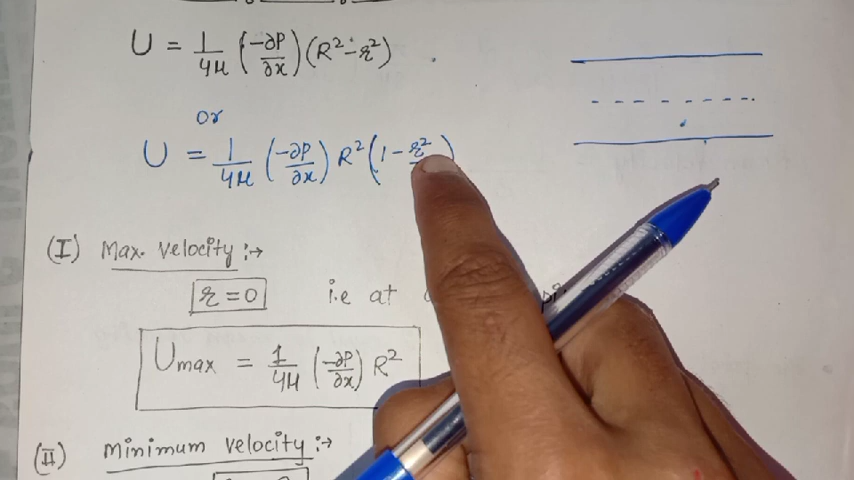 U = 1/4μ (-∂P/∂x) (R² - r²)
or
U = 1/4μ (-∂P/∂x) R² (1 - r²
(I) Max. velocity :→
r = 0 i.e at
Umax = 1/4μ (-∂P/∂x) R²
(II) Minimum velocity :→